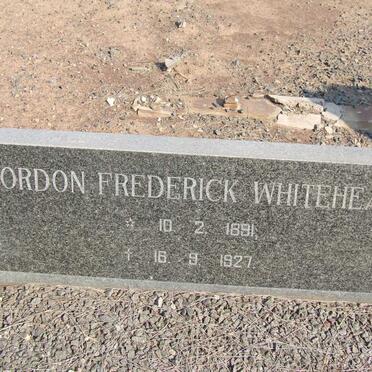 ORDON FREDERICK WHITEHEA
* 10. 2. 1891.
† 16. 9. 1927.